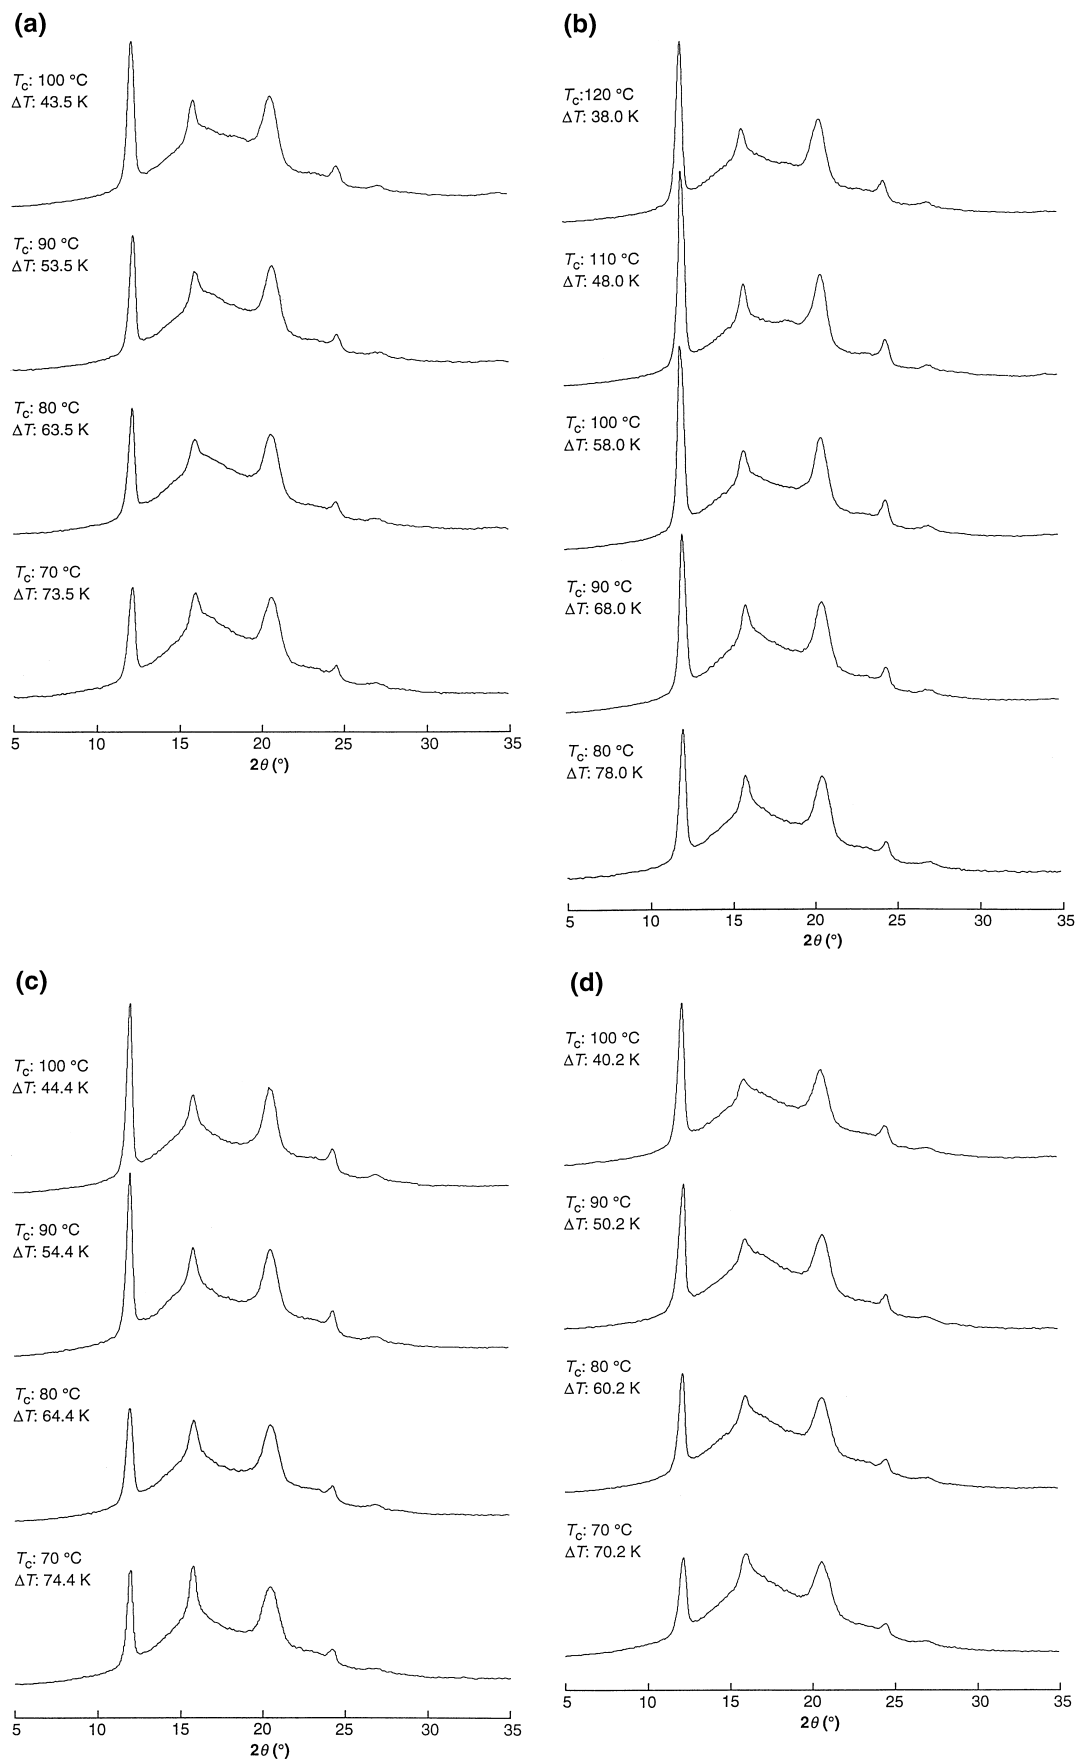 (a)
Tc: 100 °C
ΔT: 43.5 K
Tc: 90 °C
ΔT: 53.5 K
Tc: 80 °C
ΔT: 63.5 K
Tc: 70 °C
ΔT: 73.5 K
5 10 15 20 25 30 35
2θ (°)
(b)
Tc:120 °C
ΔT: 38.0 K
Tc: 110 °C
ΔT: 48.0 K
Tc: 100 °C
ΔT: 58.0 K
Tc: 90 °C
ΔT: 68.0 K
Tc: 80 °C
ΔT: 78.0 K
5 10 15 20 25 30 35
2θ (°)
(c)
Tc: 100 °C
ΔT: 44.4 K
Tc: 90 °C
ΔT: 54.4 K
Tc: 80 °C
ΔT: 64.4 K
Tc: 70 °C
ΔT: 74.4 K
5 10 15 20 25 30 35
2θ (°)
(d)
Tc: 100 °C
ΔT: 40.2 K
Tc: 90 °C
ΔT: 50.2 K
Tc: 80 °C
ΔT: 60.2 K
Tc: 70 °C
ΔT: 70.2 K
5 10 15 20 25 30 35
2θ (°)